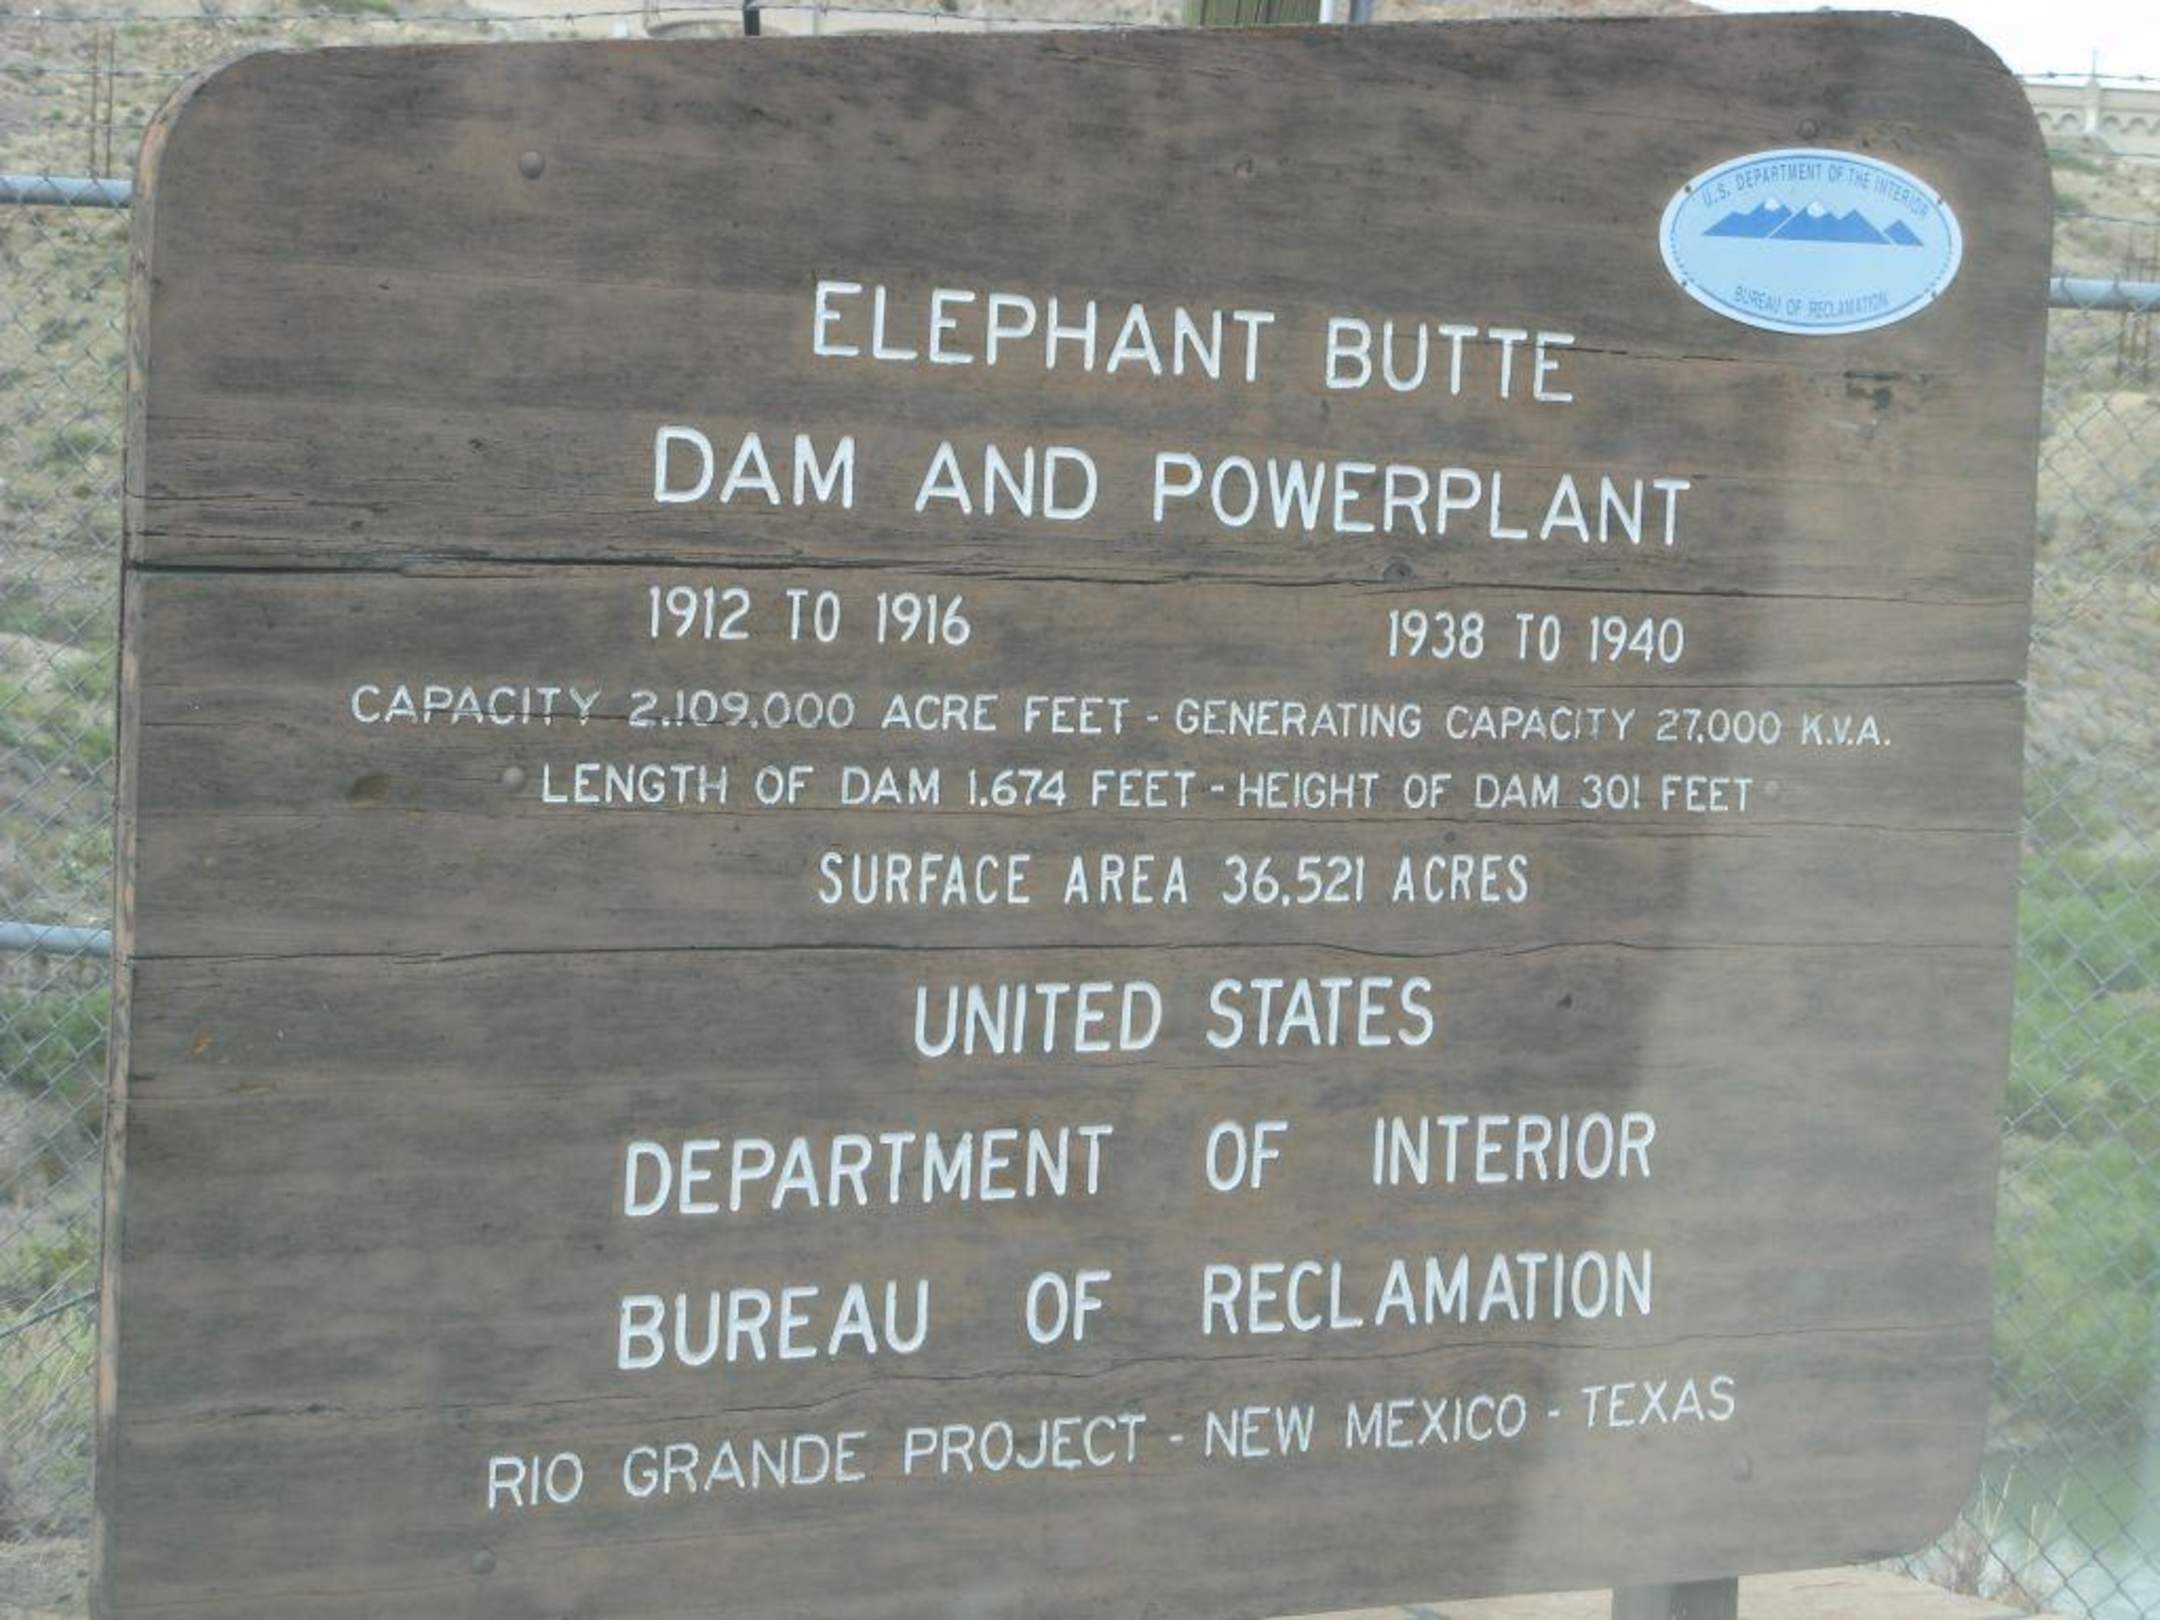 U.S. DEPARTMENT OF THE INTERIOR
BUREAU OF RECLAMATION
ELEPHANT BUTTE
DAM AND POWERPLANT
1912 TO 1916 1938 TO 1940
CAPACITY 2,109,000 ACRE FEET - GENERATING CAPACITY 27,000 K.V.A.
LENGTH OF DAM 1,674 FEET - HEIGHT OF DAM 301 FEET
SURFACE AREA 36,521 ACRES
UNITED STATES
DEPARTMENT OF INTERIOR
BUREAU OF RECLAMATION
RIO GRANDE PROJECT - NEW MEXICO - TEXAS